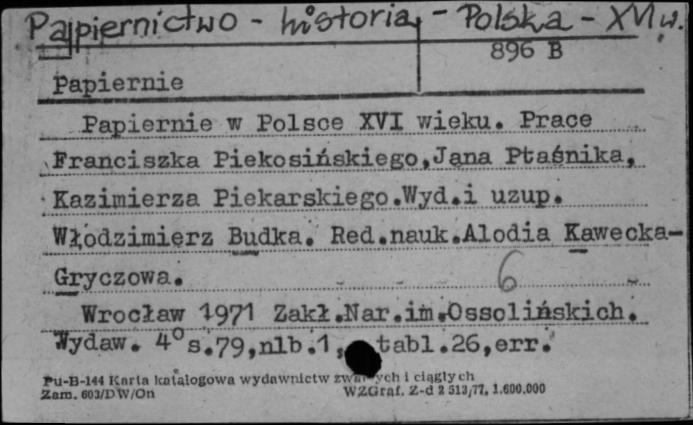 Papiernictwo - historia - Polska - XVI w.
896 B
Papiernie
Papiernie w Polsce XVI wieku. Prace
Franciszka Piekosińskiego,Jana Ptaśnika,
Kazimierza Piekarskiego.Wyd.i uzup.
Włodzimierz Budka. Red.nauk.Alodia Kawecka-
Gryczowa.
6
Wrocław 1971 Zakł.Nar.im.Ossolińskich.
Wydaw. 4° s.79,nlb.1, tabl.26,err.
Pu-B-144 Karta katalogowa wydawnictw zwartych i ciągłych
Zam. 603/DW/On WZGraf. Z-d 2 513/77. 1.600.000